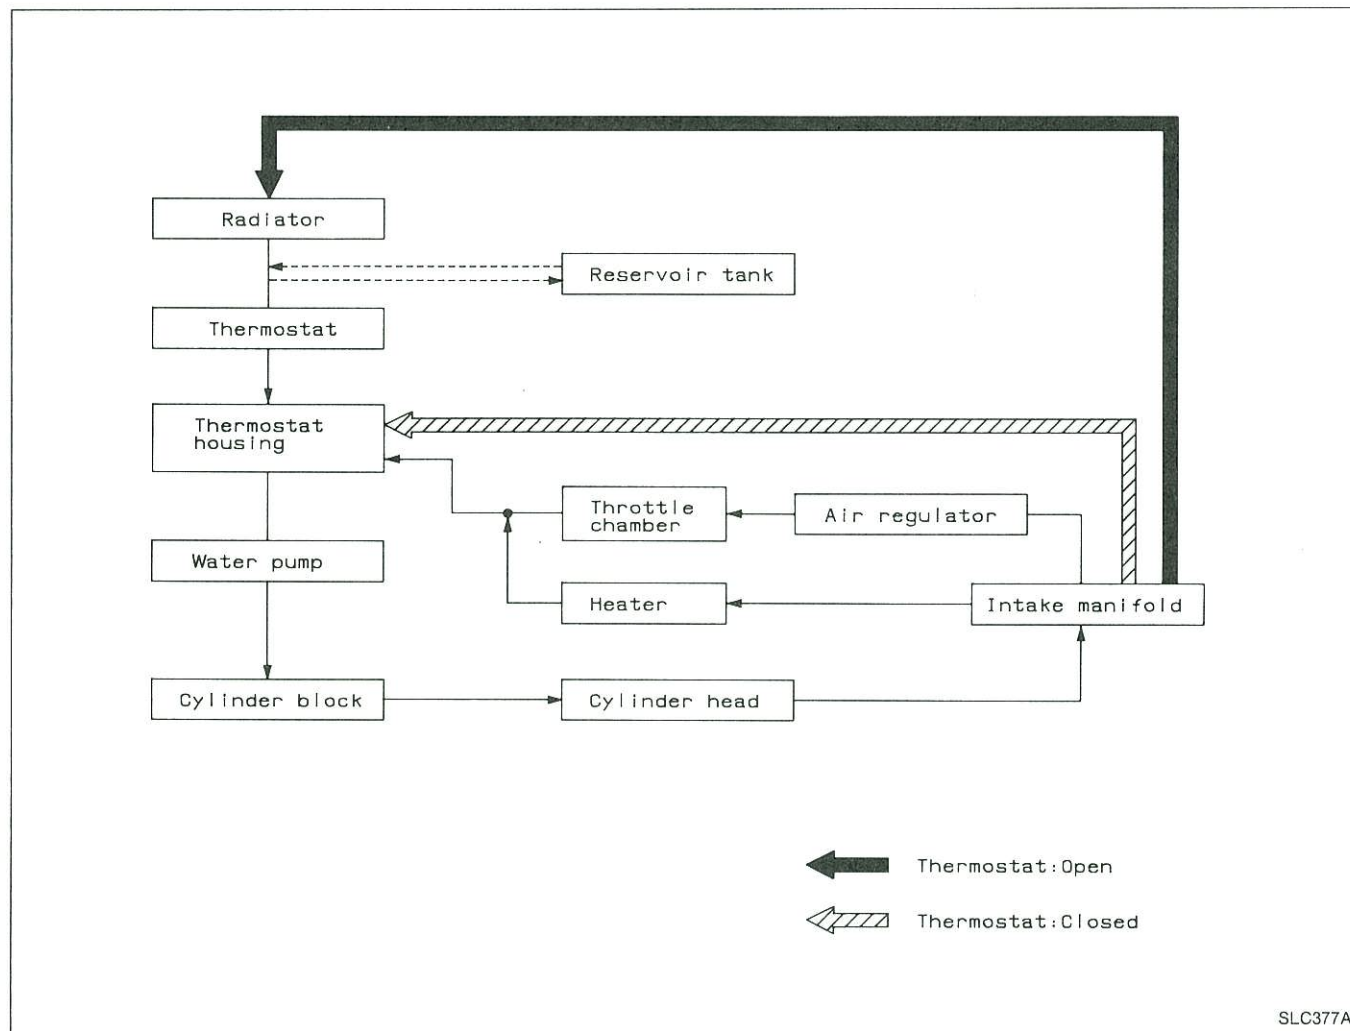 Radiator
Reservoir tank
Thermostat
Thermostat
housing
Throttle
chamber
Air regulator
Water pump
Heater
Intake manifold
Cylinder block
Cylinder head
Thermostat:Open
Thermostat:Closed
SLC377A